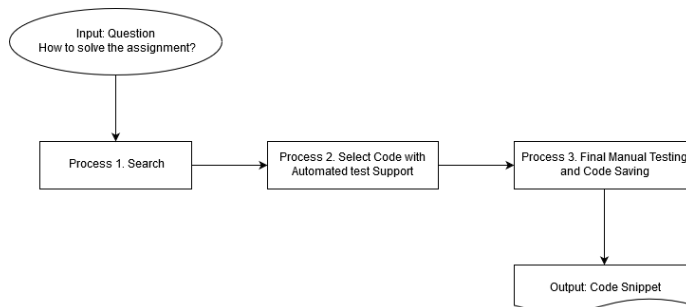 Input: Question
How to solve the assignment?
Process 1. Search
Process 2. Select Code with
Automated test Support
Process 3. Final Manual Testing
and Code Saving
Output: Code Snippet